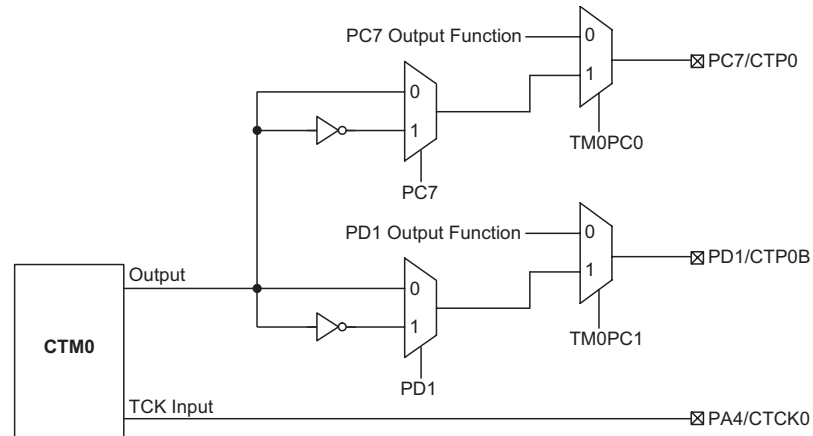 PC7 Output Function
0
1
PC7/CTP0
0
1
TM0PC0
PC7
PD1 Output Function
0
1
PD1/CTP0B
Output
0
1
CTM0
TM0PC1
PD1
TCK Input
PA4/CTCK0